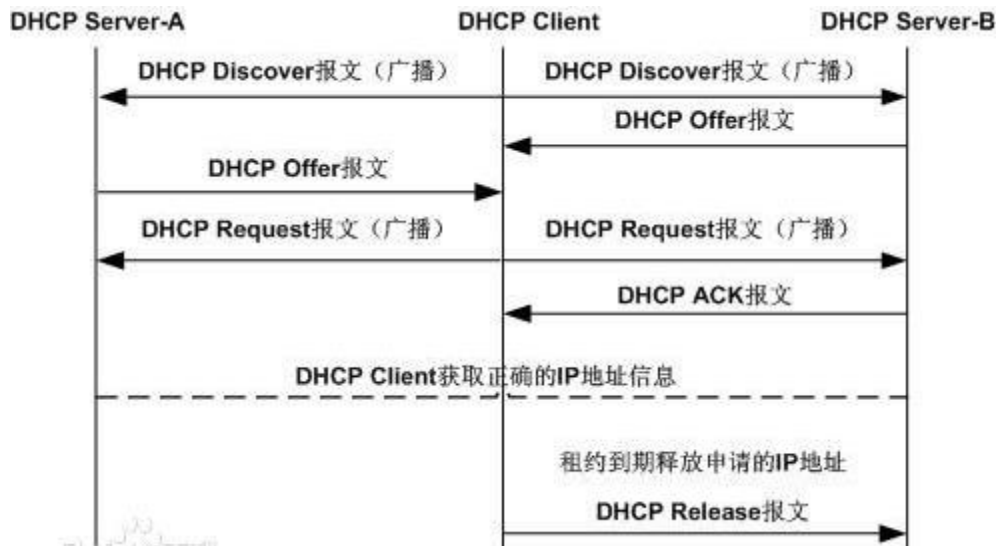 DHCP Server-A DHCP Client DHCP Server-B
DHCP Discover报文（广播） DHCP Discover报文（广播）
DHCP Offer报文
DHCP Offer报文
DHCP Request报文（广播） DHCP Request报文（广播）
DHCP ACK报文
DHCP Client获取正确的IP地址信息
租约到期释放申请的IP地址
DHCP Release报文